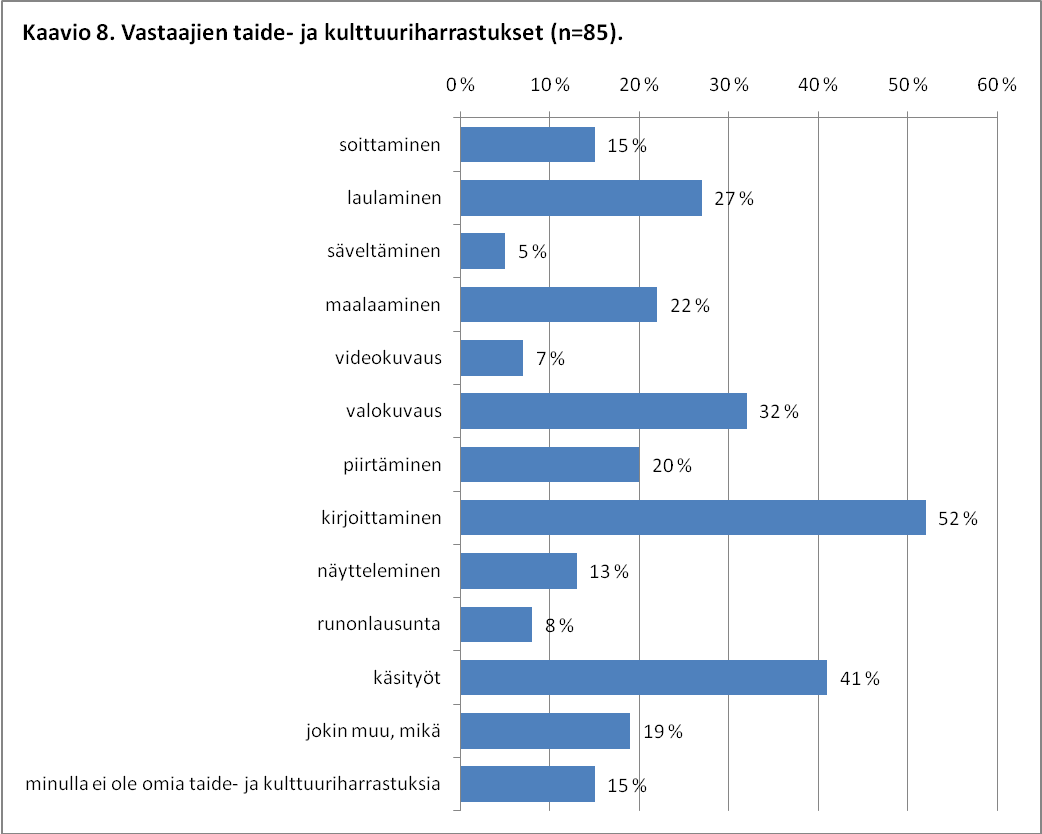 Kaavio 8. Vastaajien taide- ja kulttuuriharrastukset (n=85).
0 % 10 % 20 % 30 % 40 % 50 % 60 %
soittaminen 15 %
laulaminen 27 %
säveltäminen 5 %
maalaaminen 22 %
videokuvaus 7 %
valokuvaus 32 %
piirtäminen 20 %
kirjoittaminen 52 %
näytteleminen 13 %
runonlausunta 8 %
käsityöt 41 %
jokin muu, mikä 19 %
minulla ei ole omia taide- ja kulttuuriharrastuksia 15 %